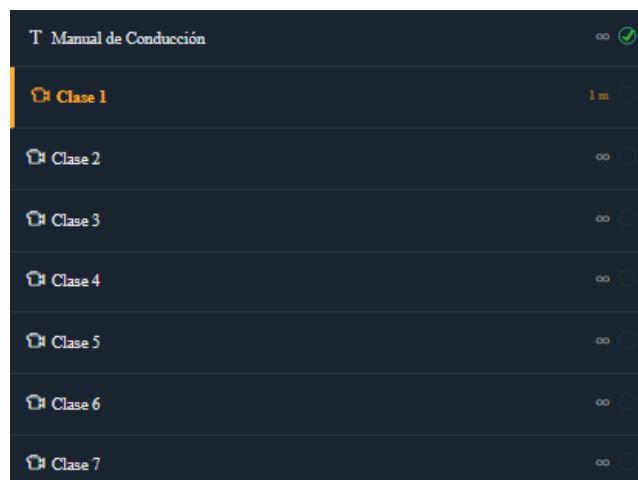 T Manual de Conducción ∞
Clase 1 1 m
Clase 2 ∞
Clase 3 ∞
Clase 4 ∞
Clase 5 ∞
Clase 6 ∞
Clase 7 ∞